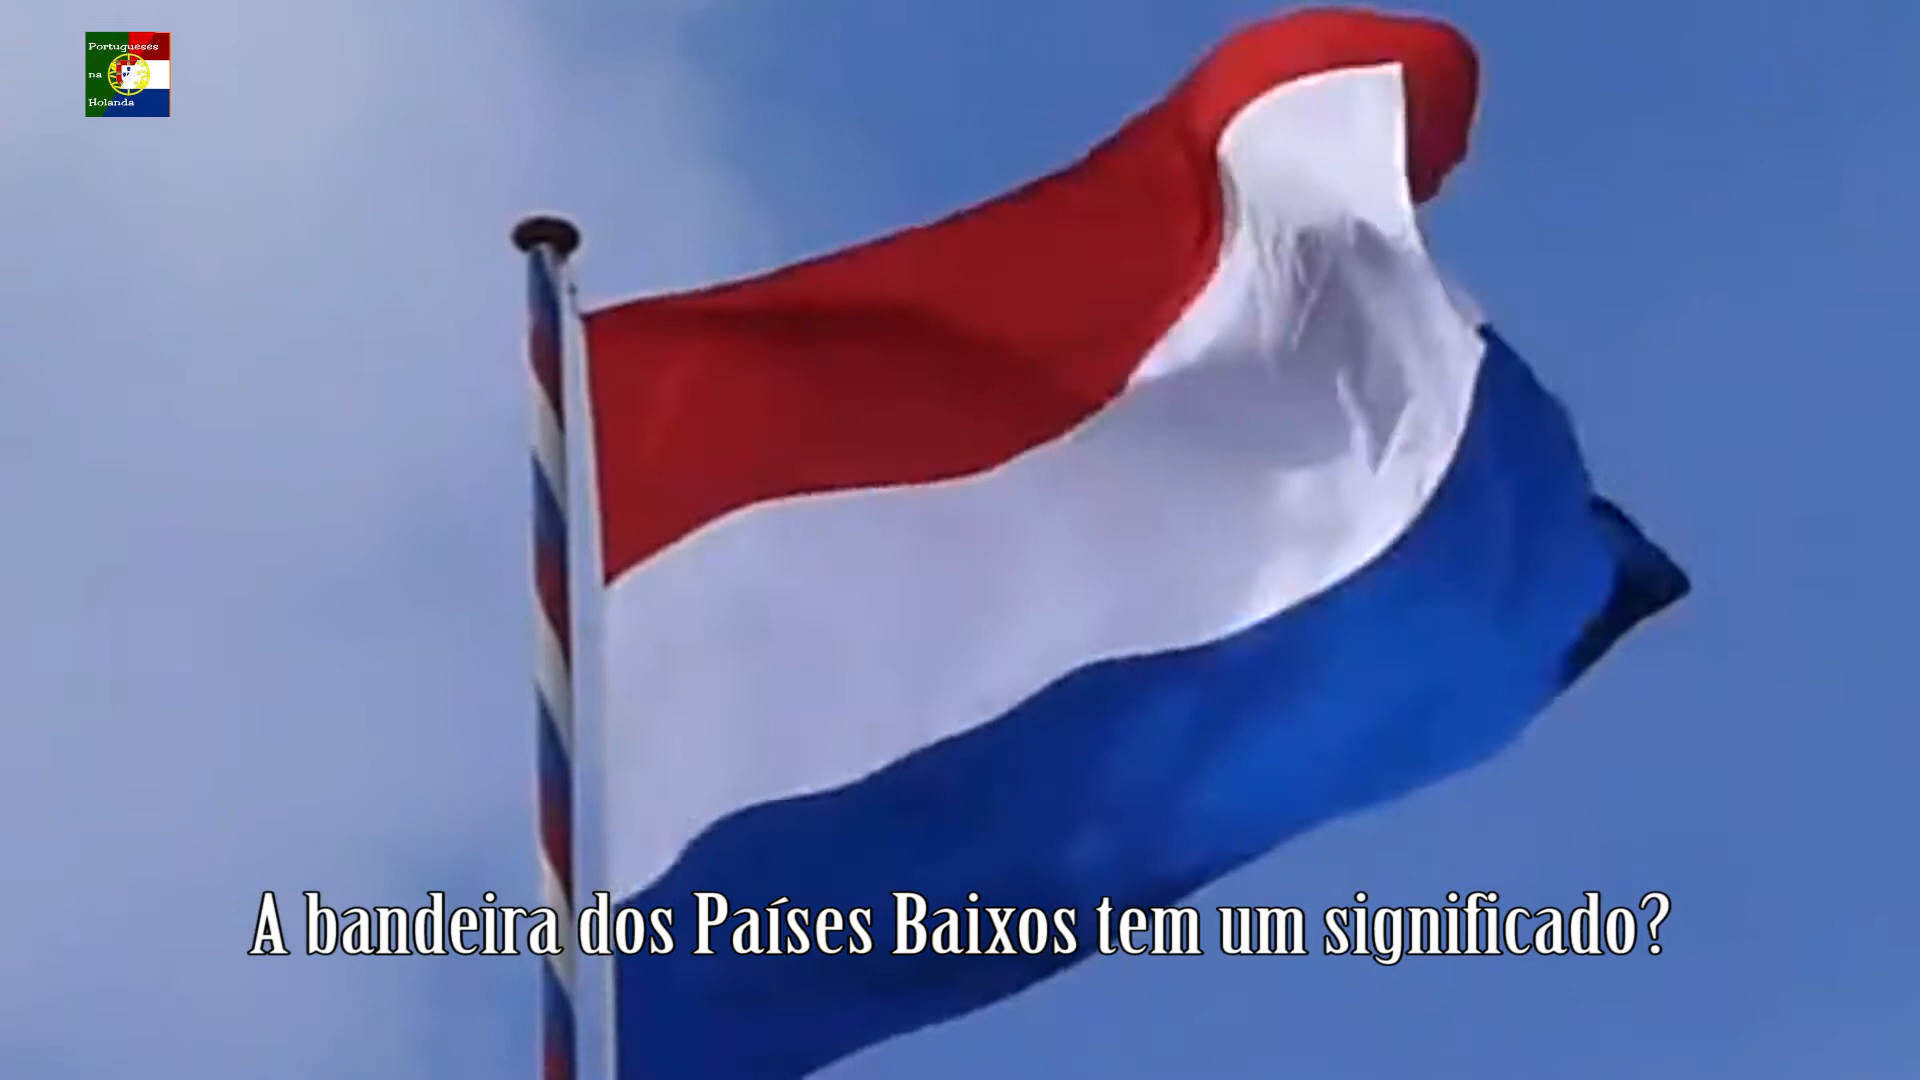 Portugueses
na
Holanda
A bandeira dos Países Baixos tem um significado?